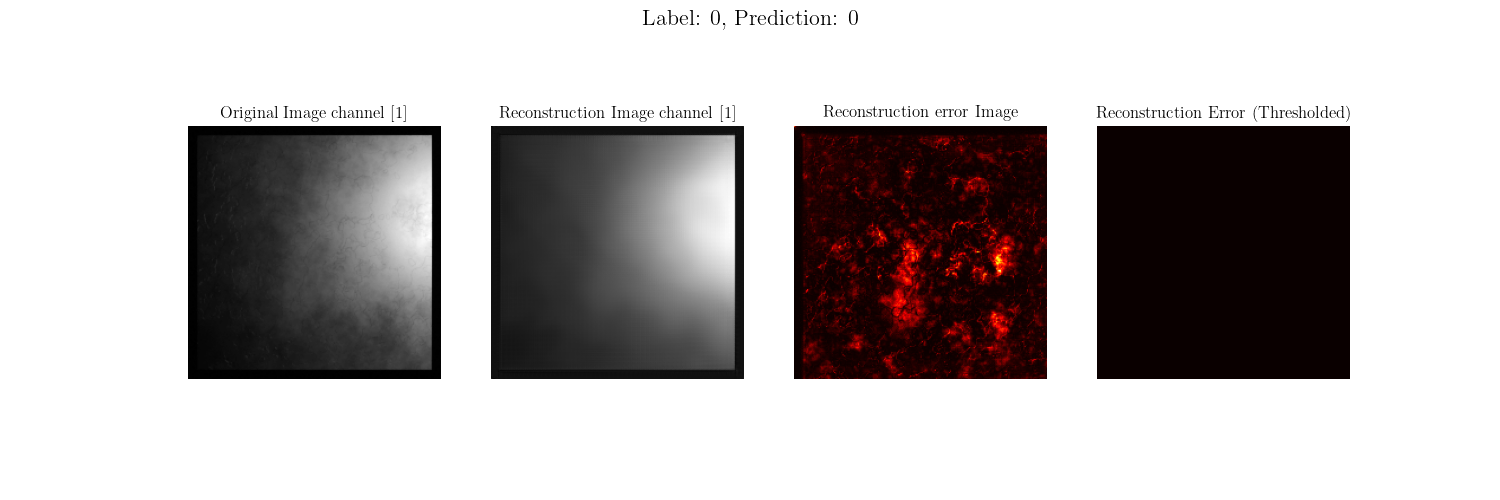 Label: 0, Prediction: 0
Original Image channel [1]
Reconstruction Image channel [1]
Reconstruction error Image
Reconstruction Error (Thresholded)